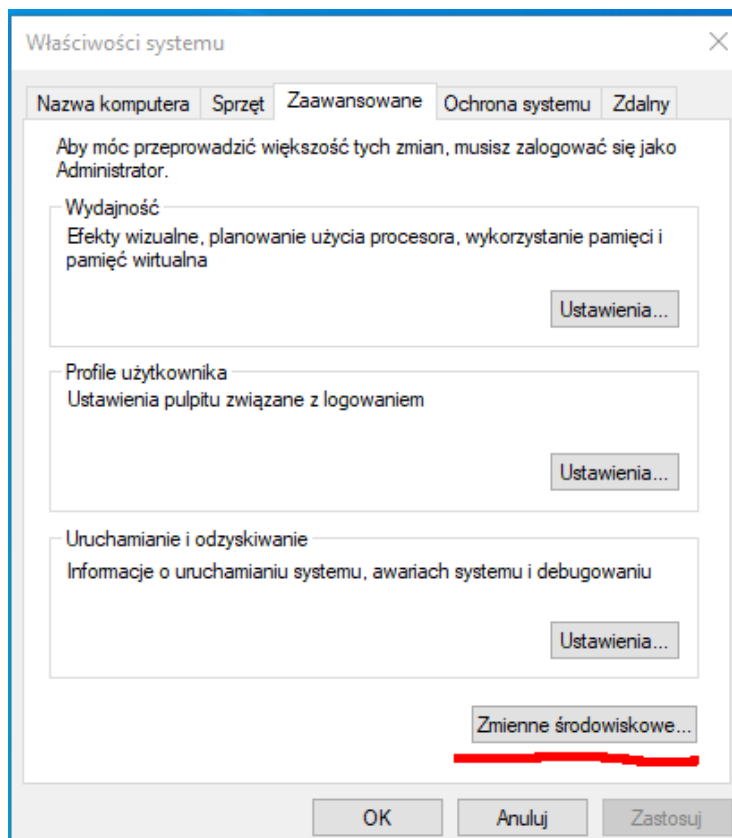 Właściwości systemu
Nazwa komputera Sprzęt Zaawansowane Ochrona systemu Zdalny
Aby móc przeprowadzić większość tych zmian, musisz zalogować się jako
Administrator.
Wydajność
Efekty wizualne, planowanie użycia procesora, wykorzystanie pamięci i
pamięć wirtualna
Ustawienia...
Profile użytkownika
Ustawienia pulpitu związane z logowaniem
Ustawienia...
Uruchamianie i odzyskiwanie
Informacje o uruchamianiu systemu, awariach systemu i debugowaniu
Ustawienia...
Zmienne środowiskowe...
OK Anuluj Zastosuj